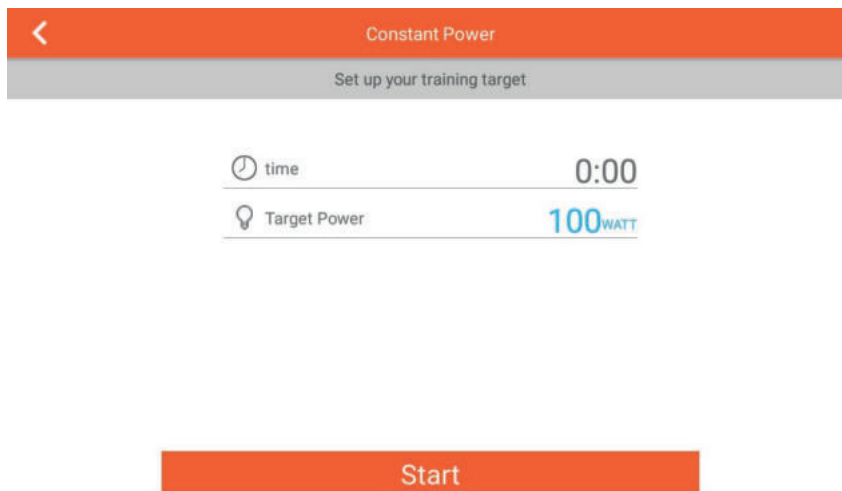 Constant Power
Set up your training target
time 0:00
Target Power 100WATT
Start